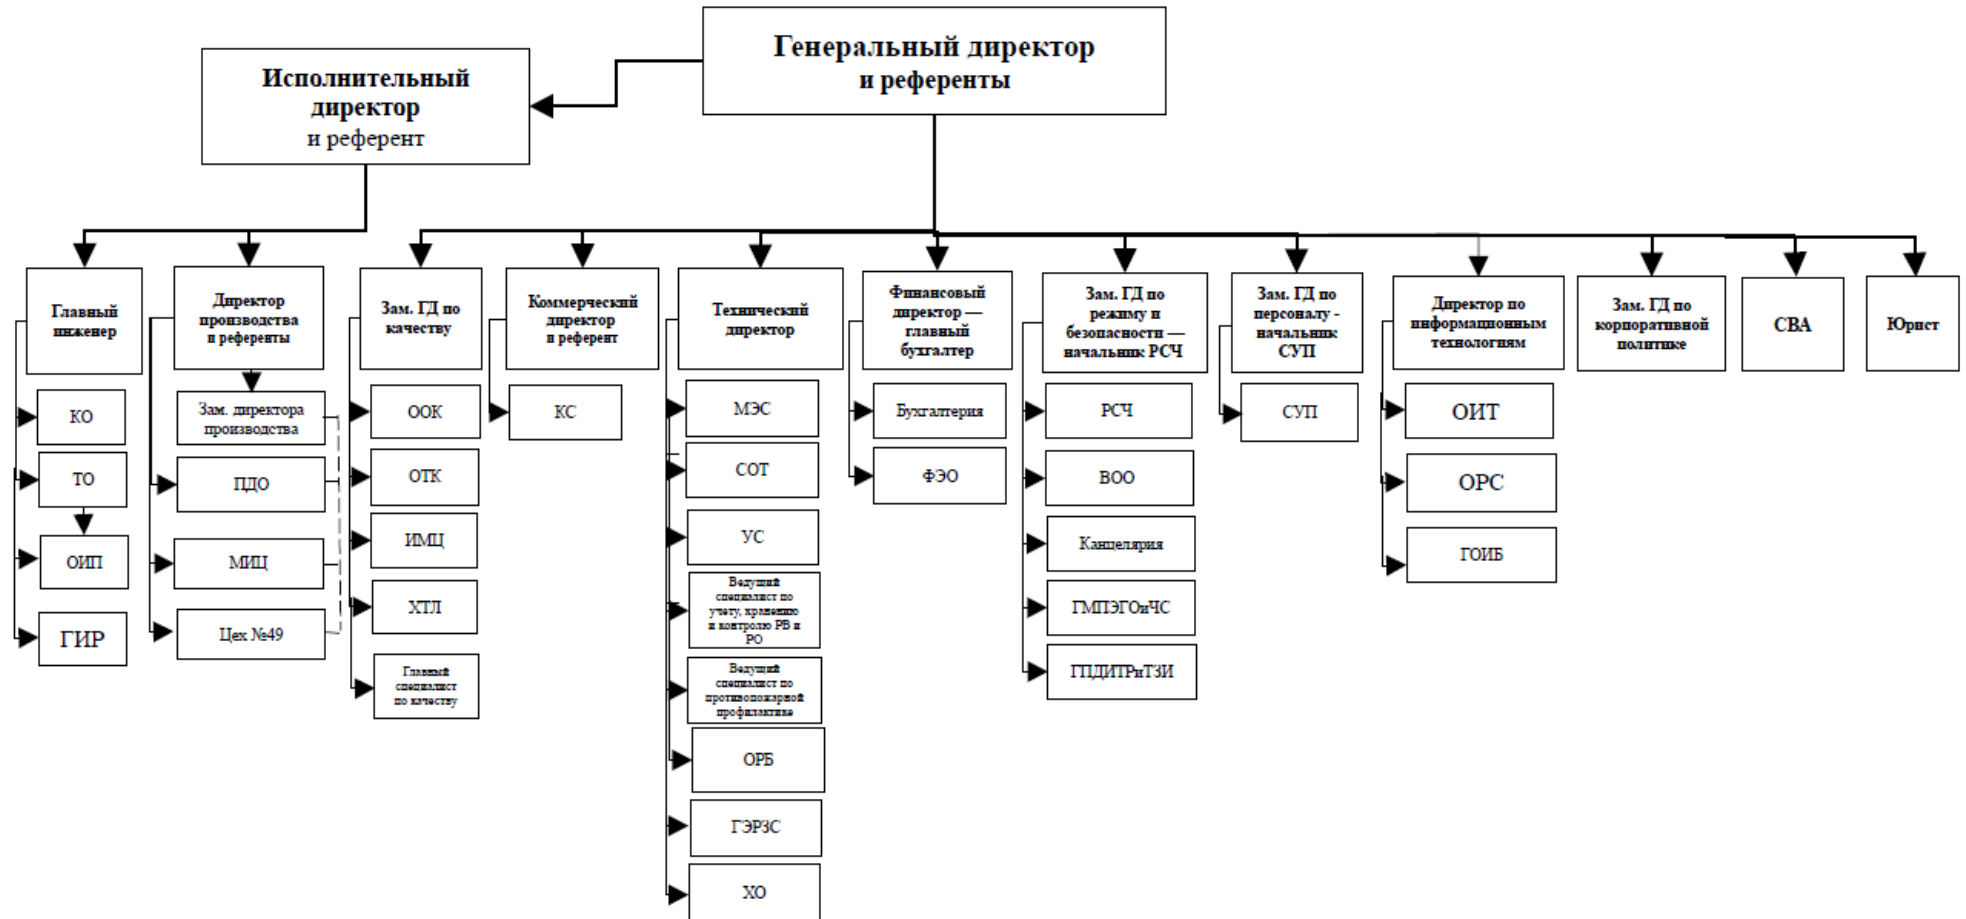 Генеральный директор
и референты
Исполнительный
директор
и референт
Главный
инженер
КО
ТО
ОИП
ГИР
Директор
производства
и референты
Зам. директора
производства
ПДО
МИЦ
Цех №49
Зам. ГД по
качеству
ООК
ОТК
ИМЦ
ХТЛ
Главный
специалист
по качеству
Коммерческий
директор
и референт
КС
Технический
директор
МЭС
СОТ
УС
Ведущий
специалист по
учету, хранению
и контролю РВ и
РО
Ведущий
специалист по
противопожарной
профилактике
ОРБ
ГЭРЗС
ХО
Финансовый
директор —
главный
бухгалтер
Бухгалтерия
ФЭО
Зам. ГД по
режиму и
безопасности —
начальник РСЧ
РСЧ
ВОО
Канцелярия
ГМПЭГОиЧС
ГПДИТРиТЗИ
Зам. ГД по
персоналу -
начальник
СУП
СУП
Директор по
информационным
технологиям
ОИТ
ОРС
ГОИБ
Зам. ГД по
корпоративной
политике
СВА
Юрист